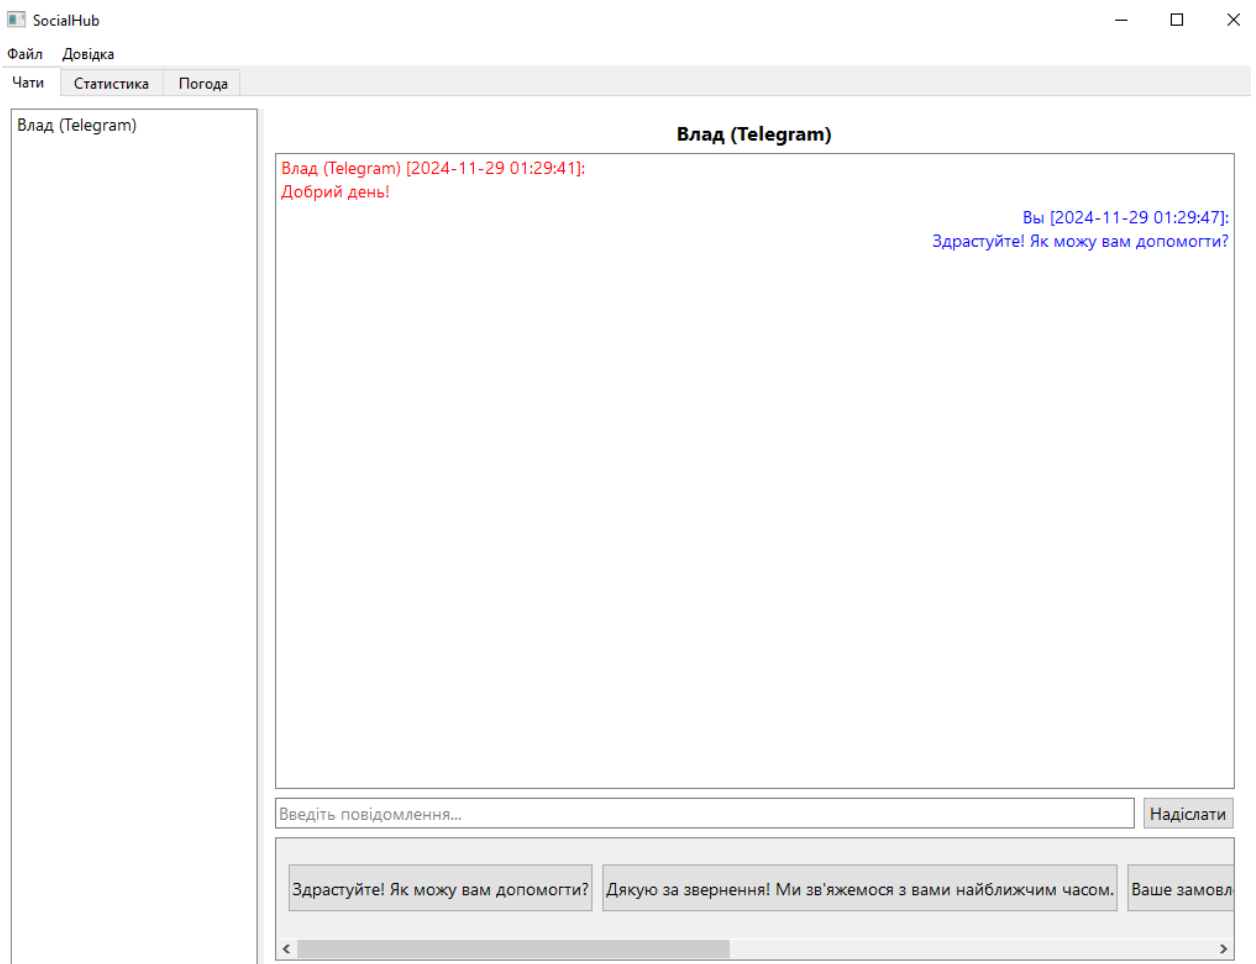 SocialHub
Файл Довідка
Чати Статистика Погода
Влад (Telegram)
Влад (Telegram)
Влад (Telegram) [2024-11-29 01:29:41]:
Добрий день!
Вы [2024-11-29 01:29:47]:
Здрастуйте! Як можу вам допомогти?
Введіть повідомлення...
Надіслати
Здрастуйте! Як можу вам допомогти?
Дякую за звернення! Ми зв'яжемося з вами найближчим часом.
Ваше